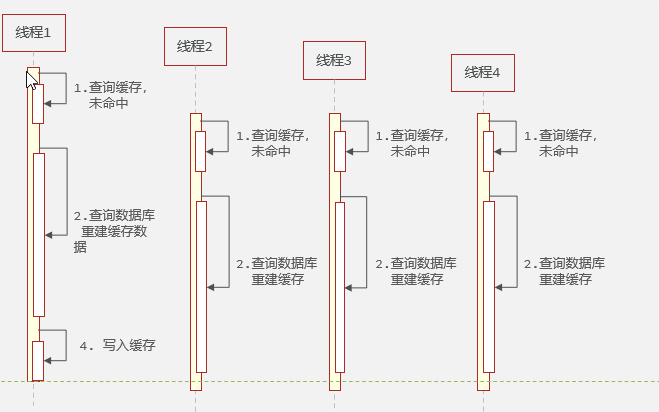 线程1
线程2
线程3
线程4
1.查询缓存,
未命中
1.查询缓存,
未命中
1.查询缓存,
未命中
1.查询缓存,
未命中
2.查询数据库
重建缓存数
据
2.查询数据库
重建缓存
2.查询数据库
重建缓存
2.查询数据库
重建缓存
4. 写入缓存